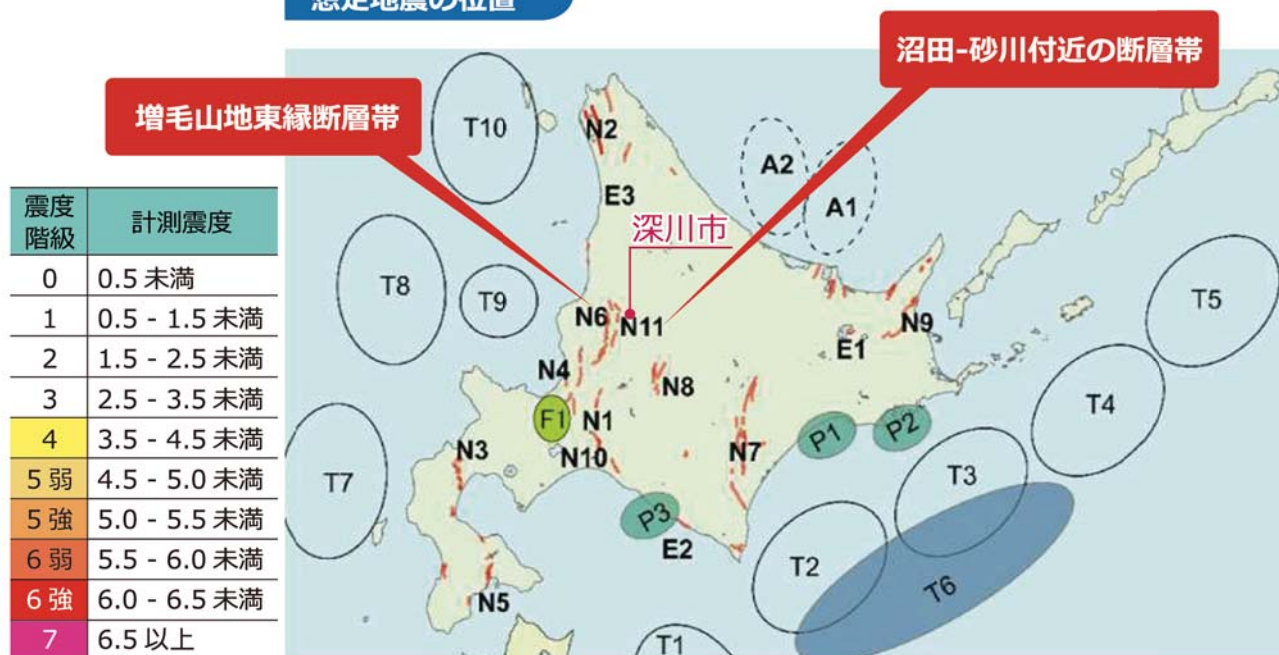 想定地震の位置
沼田-砂川付近の断層帯
増毛山地東縁断層帯
震度階級 計測震度
0 0.5 未満
1 0.5 - 1.5 未満
2 1.5 - 2.5 未満
3 2.5 - 3.5 未満
4 3.5 - 4.5 未満
5 弱 4.5 - 5.0 未満
5 強 5.0 - 5.5 未満
6 弱 5.5 - 6.0 未満
6 強 6.0 - 6.5 未満
7 6.5 以上
T10
N2
A2
E3
A1
深川市
T8
T9
T5
N6
N11
N9
E1
N4
N8
T4
F1
N1
P1
P2
N3
N10
N7
T3
T7
P3
E2
T2
T6
N5
T1